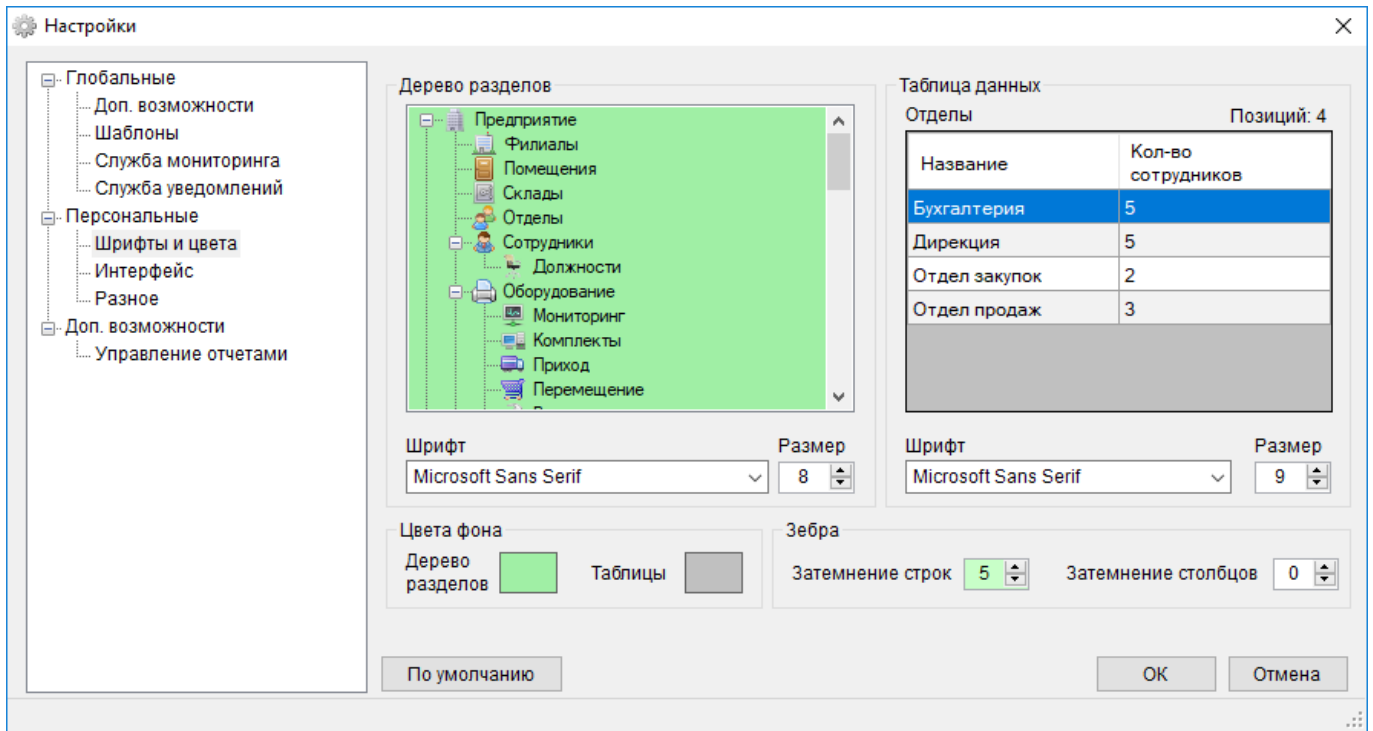 Настройки
Глобальные
Доп. возможности
Шаблоны
Служба мониторинга
Служба уведомлений
Персональные
Шрифты и цвета
Интерфейс
Разное
Доп. возможности
Управление отчетами
Дерево разделов
Предприятие
Филиалы
Помещения
Склады
Отделы
Сотрудники
Должности
Оборудование
Мониторинг
Комплекты
Приход
Перемещение
Шрифт
Размер
Microsoft Sans Serif
8
Таблица данных
Отделы
Позиций: 4
Название
Кол-во
сотрудников
Бухгалтерия 5
Дирекция 5
Отдел закупок 2
Отдел продаж 3
Шрифт
Размер
Microsoft Sans Serif
9
Цвета фона
Дерево
разделов
Таблицы
Зебра
Затемнение строк 5
Затемнение столбцов 0
По умолчанию
ОК
Отмена